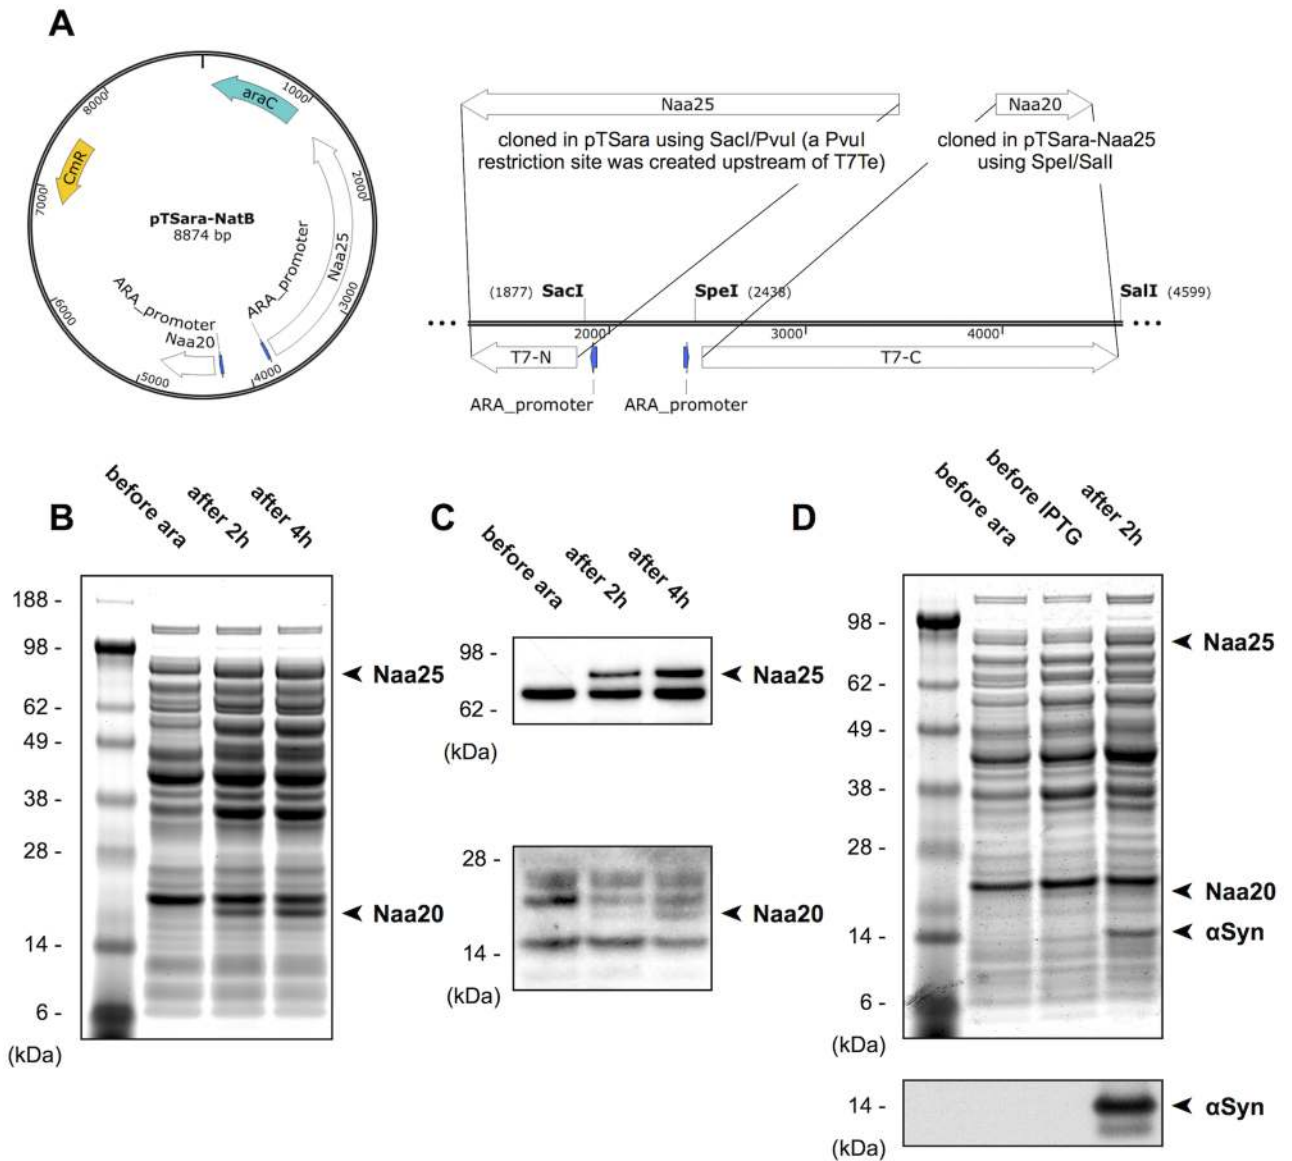 A
araC
1000
8000
CmR
7000
2000
pTSara-NatB
8874 bp
ARA_promoter
Naa25
ARA_promoter
3000
6000
Naa20
5000
4000
Naa25
Naa20
cloned in pTSara using SacI/PvuI (a PvuI
restriction site was created upstream of T7Te)
cloned in pTSara-Naa25
using SpeI/SalI
(1877) SacI
SpeI (2438)
SalI (4599)
2000
3000
4000
T7-N
T7-C
ARA_promoter
ARA_promoter
B
before ara
after 2h
after 4h
188 -
98 -
62 -
49 -
38 -
28 -
14 -
6 -
(kDa)
Naa25
Naa20
C
before ara
after 2h
after 4h
98 -
62 -
(kDa)
Naa25
28 -
14 -
(kDa)
Naa20
D
before ara
before IPTG
after 2h
98 -
62 -
49 -
38 -
28 -
14 -
6 -
(kDa)
Naa25
Naa20
αSyn
14 -
(kDa)
αSyn